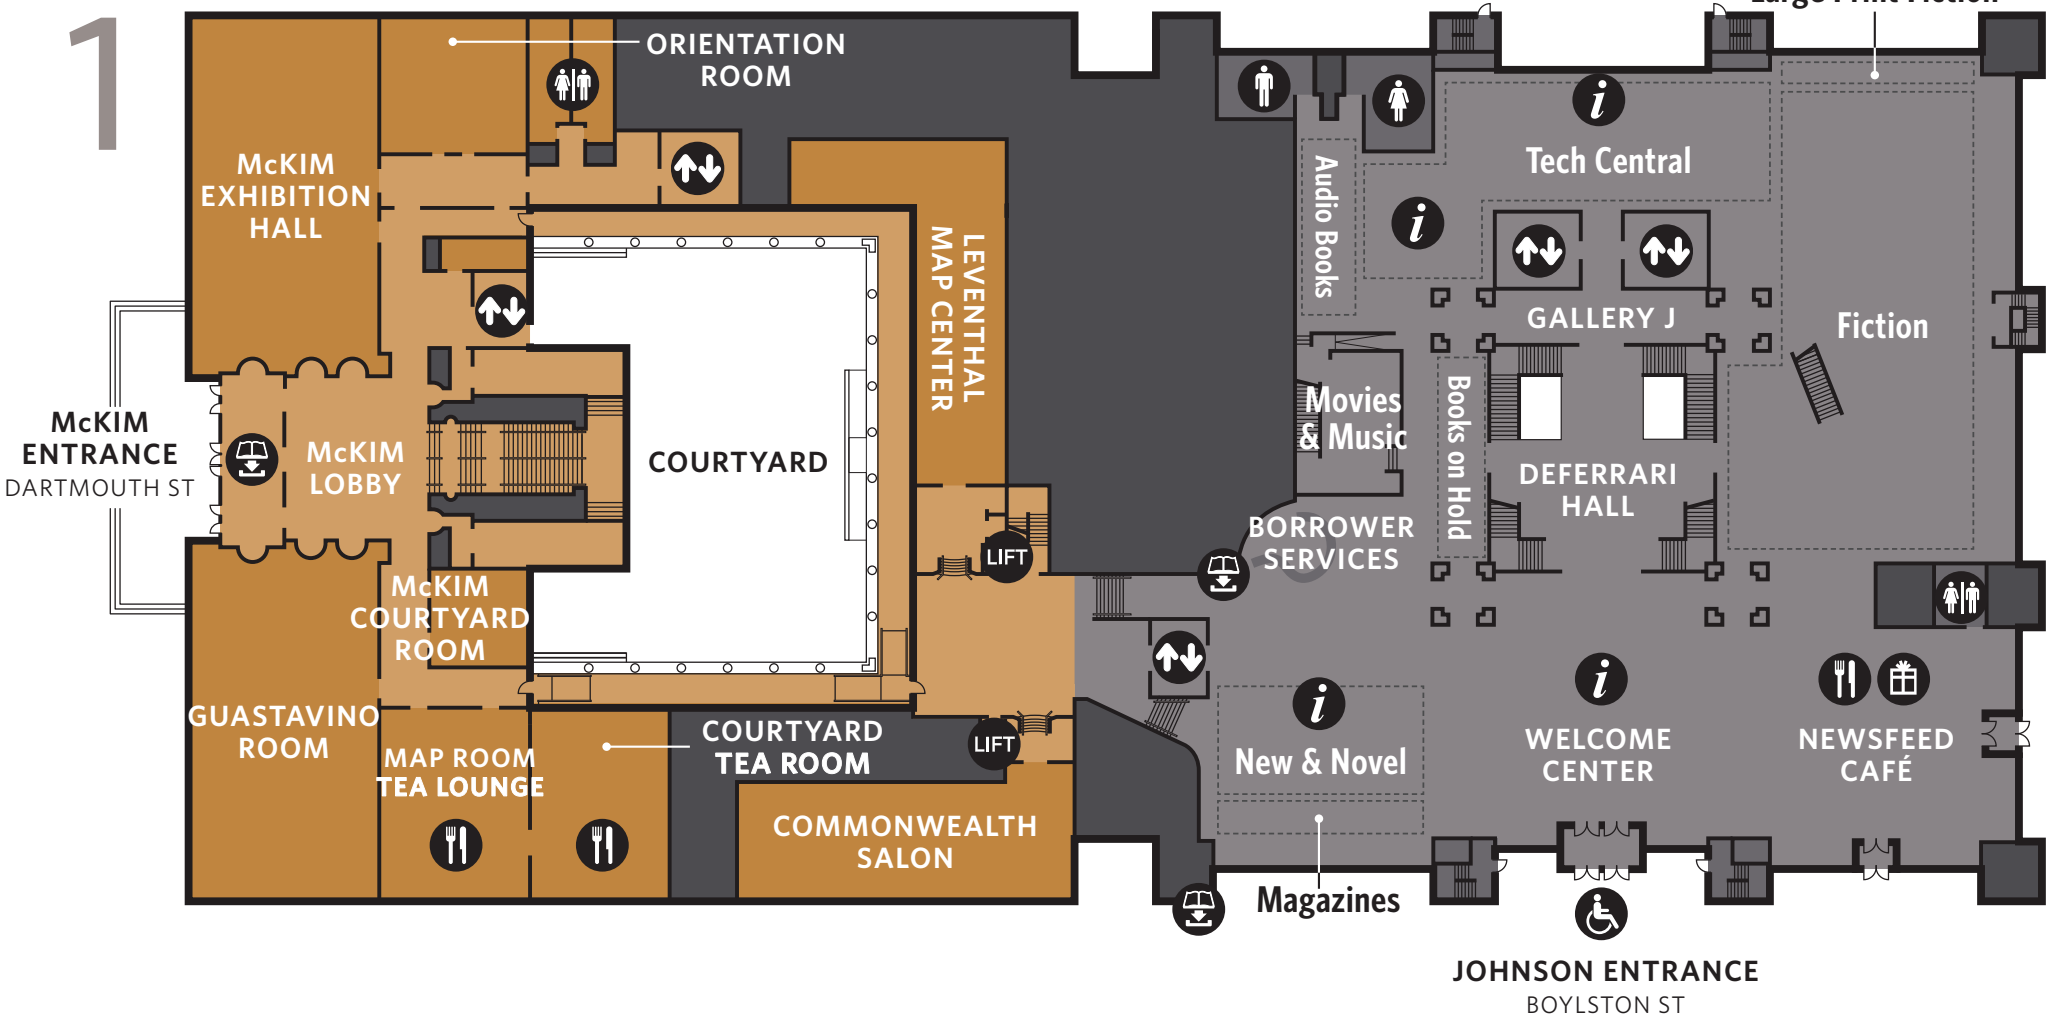 1
Large Print Fiction
ORIENTATION
ROOM
McKIM
EXHIBITION
HALL
Tech Central
Audio Books
LEVENTHAL
MAP CENTER
GALLERY J
Fiction
McKIM
ENTRANCE
DARTMOUTH ST
McKIM
LOBBY
COURTYARD
Movies
& Music
Books on Hold
DEFERRARI
HALL
BORROWER
SERVICES
LIFT
McKIM
COURTYARD
ROOM
GUASTAVINO
ROOM
MAP ROOM
TEA LOUNGE
COURTYARD
TEA ROOM
LIFT
COMMONWEALTH
SALON
New & Novel
WELCOME
CENTER
NEWSFEED
CAFÉ
Magazines
JOHNSON ENTRANCE
BOYLSTON ST